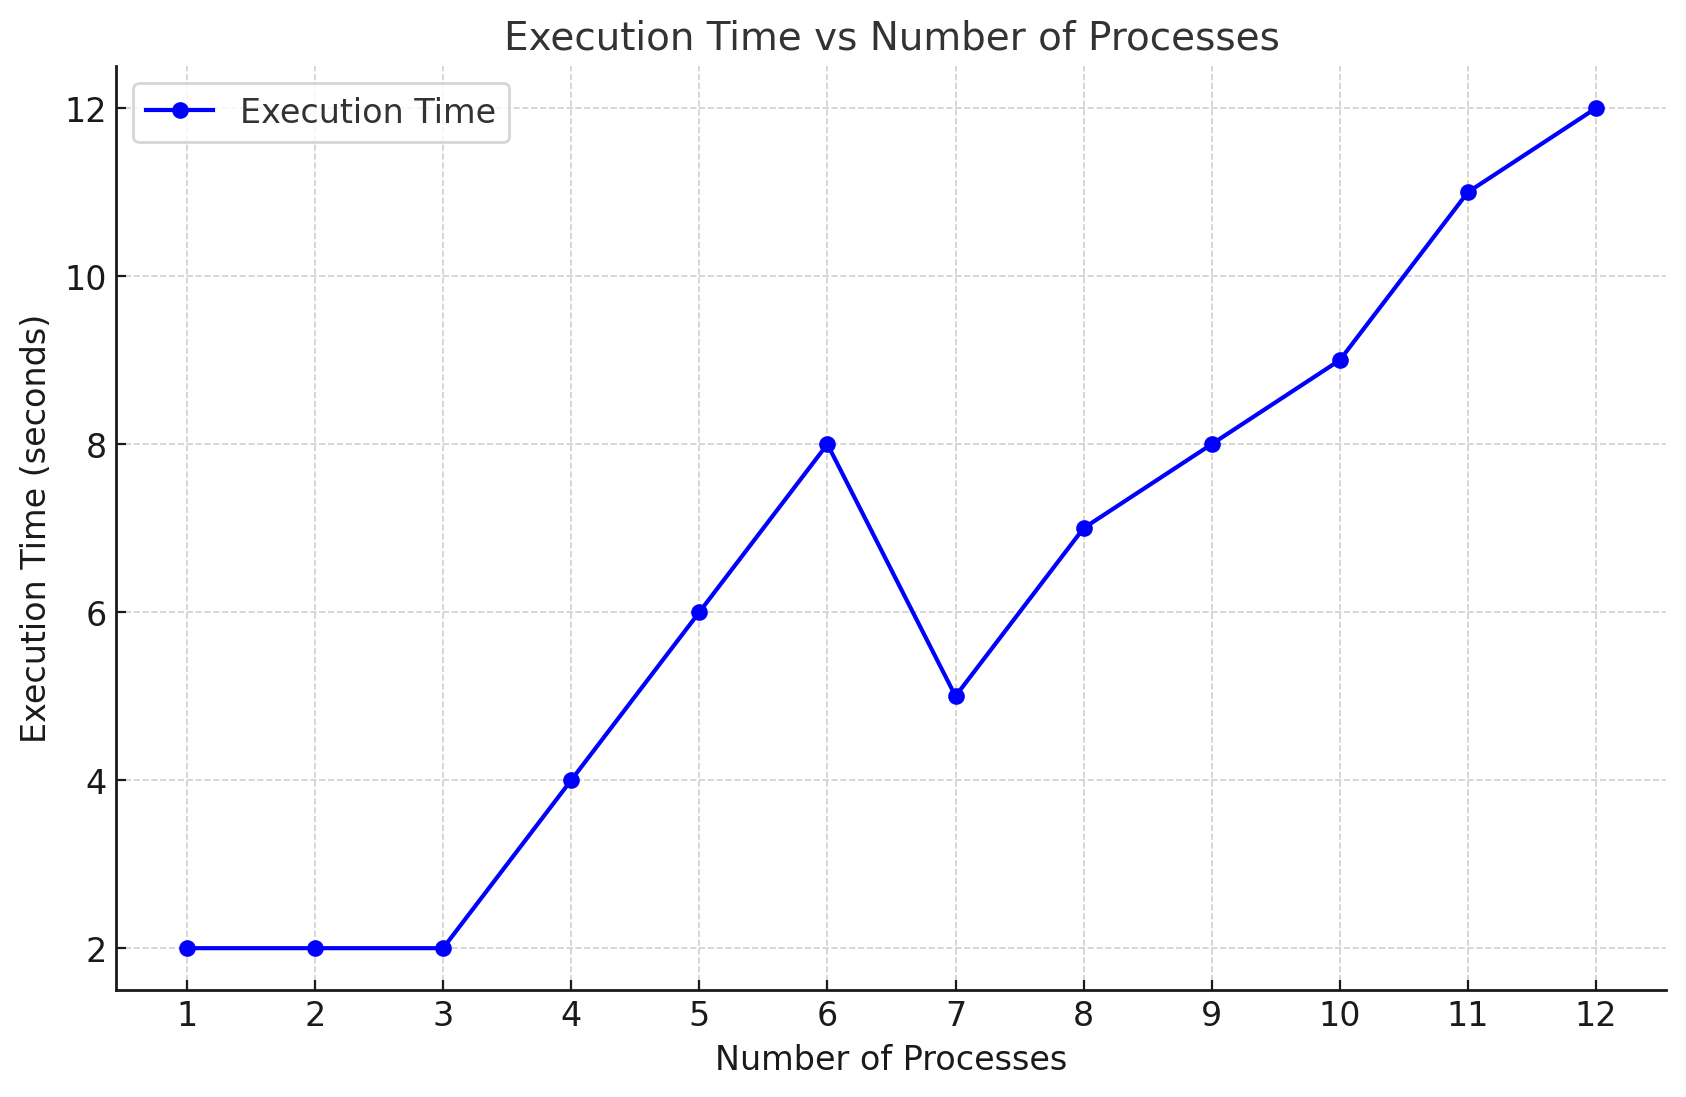 Execution Time vs Number of Processes
Execution Time
Execution Time (seconds)
12
10
8
6
4
2
1 2 3 4 5 6 7 8 9 10 11 12
Number of Processes